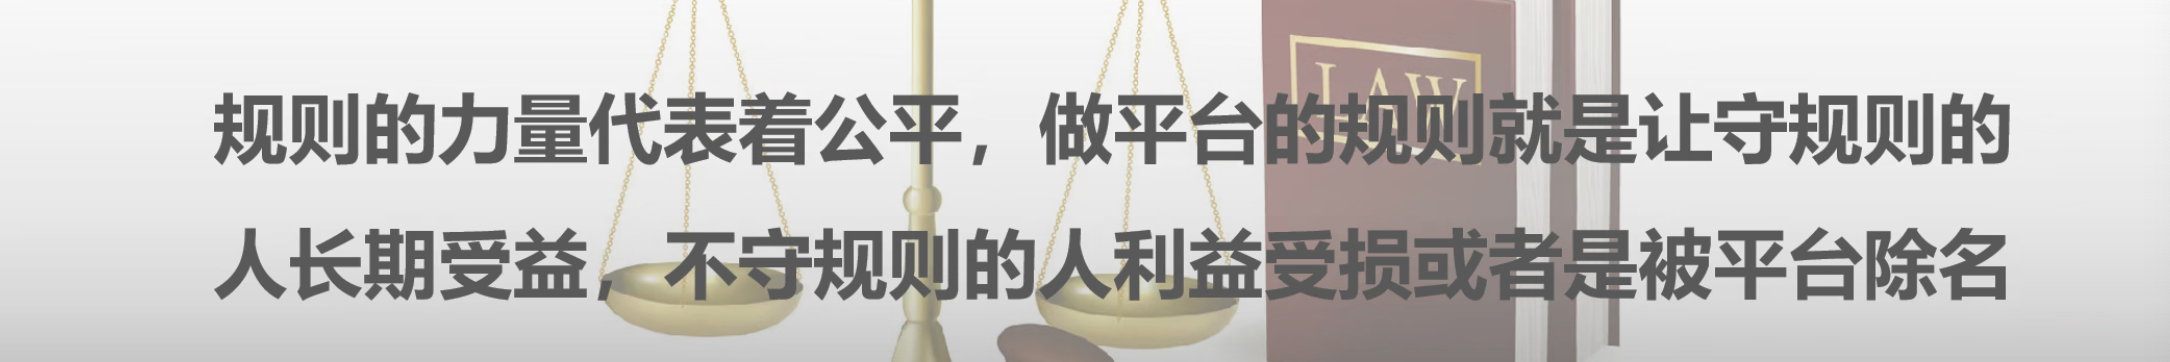 规则的力量代表着公平，做平台的规则就是让守规则的
人长期受益，不守规则的人利益受损或者是被平台除名
LAW